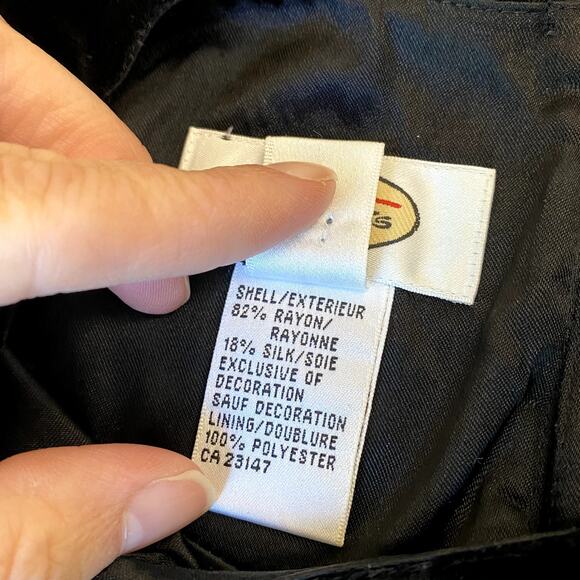 SHELL/EXTERIEUR
82% RAYON/
RAYONNE
18% SILK/SOIE
EXCLUSIVE OF
DECORATION
SAUF DECORATION
LINING/DOUBLURE
100% POLYESTER
CA 23147